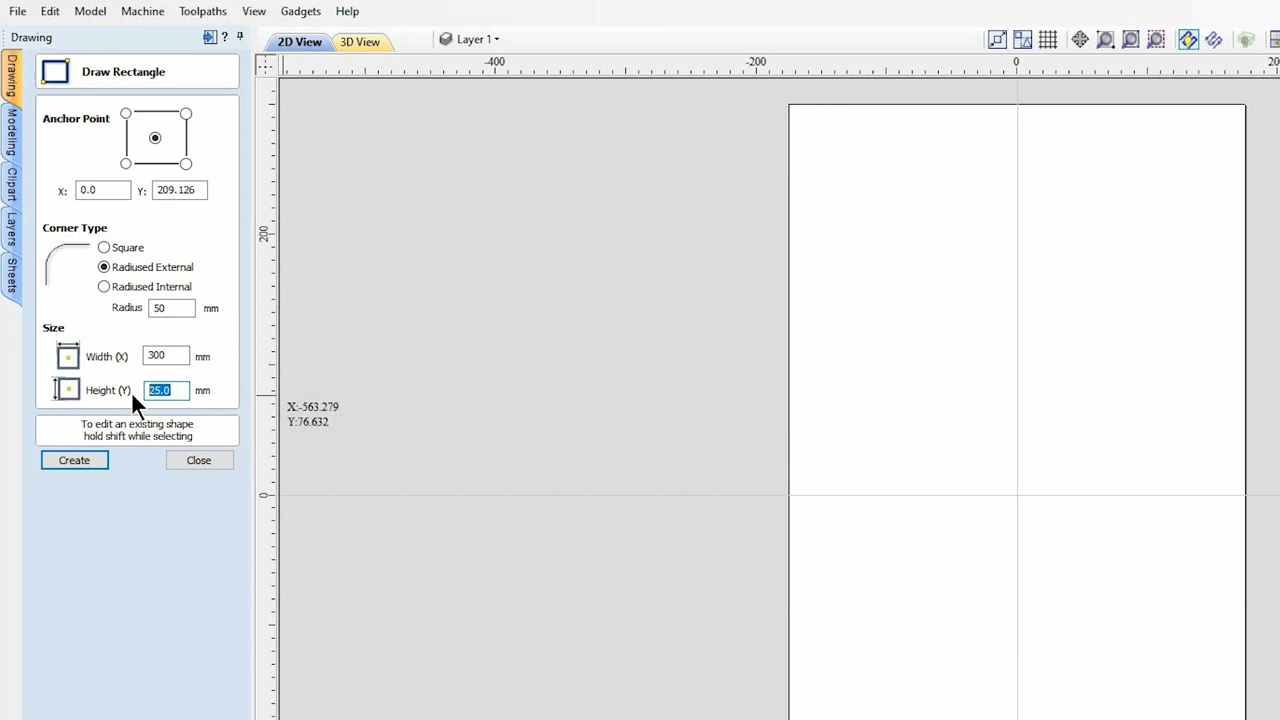 File Edit Model Machine Toolpaths View Gadgets Help
Drawing ?
2D View 3D View Layer 1
Drawing
Modeling
Clipart
Layers
Sheets
Draw Rectangle
-400 -200 0
200
0
Anchor Point
X: 0.0 Y: 209.126
Corner Type
Square
Radiused External
Radiused Internal
Radius 50 mm
Size
Width (X) 300 mm
Height (Y) 25.0 mm
X:-563.279
Y:76.632
To edit an existing shape
hold shift while selecting
Create Close